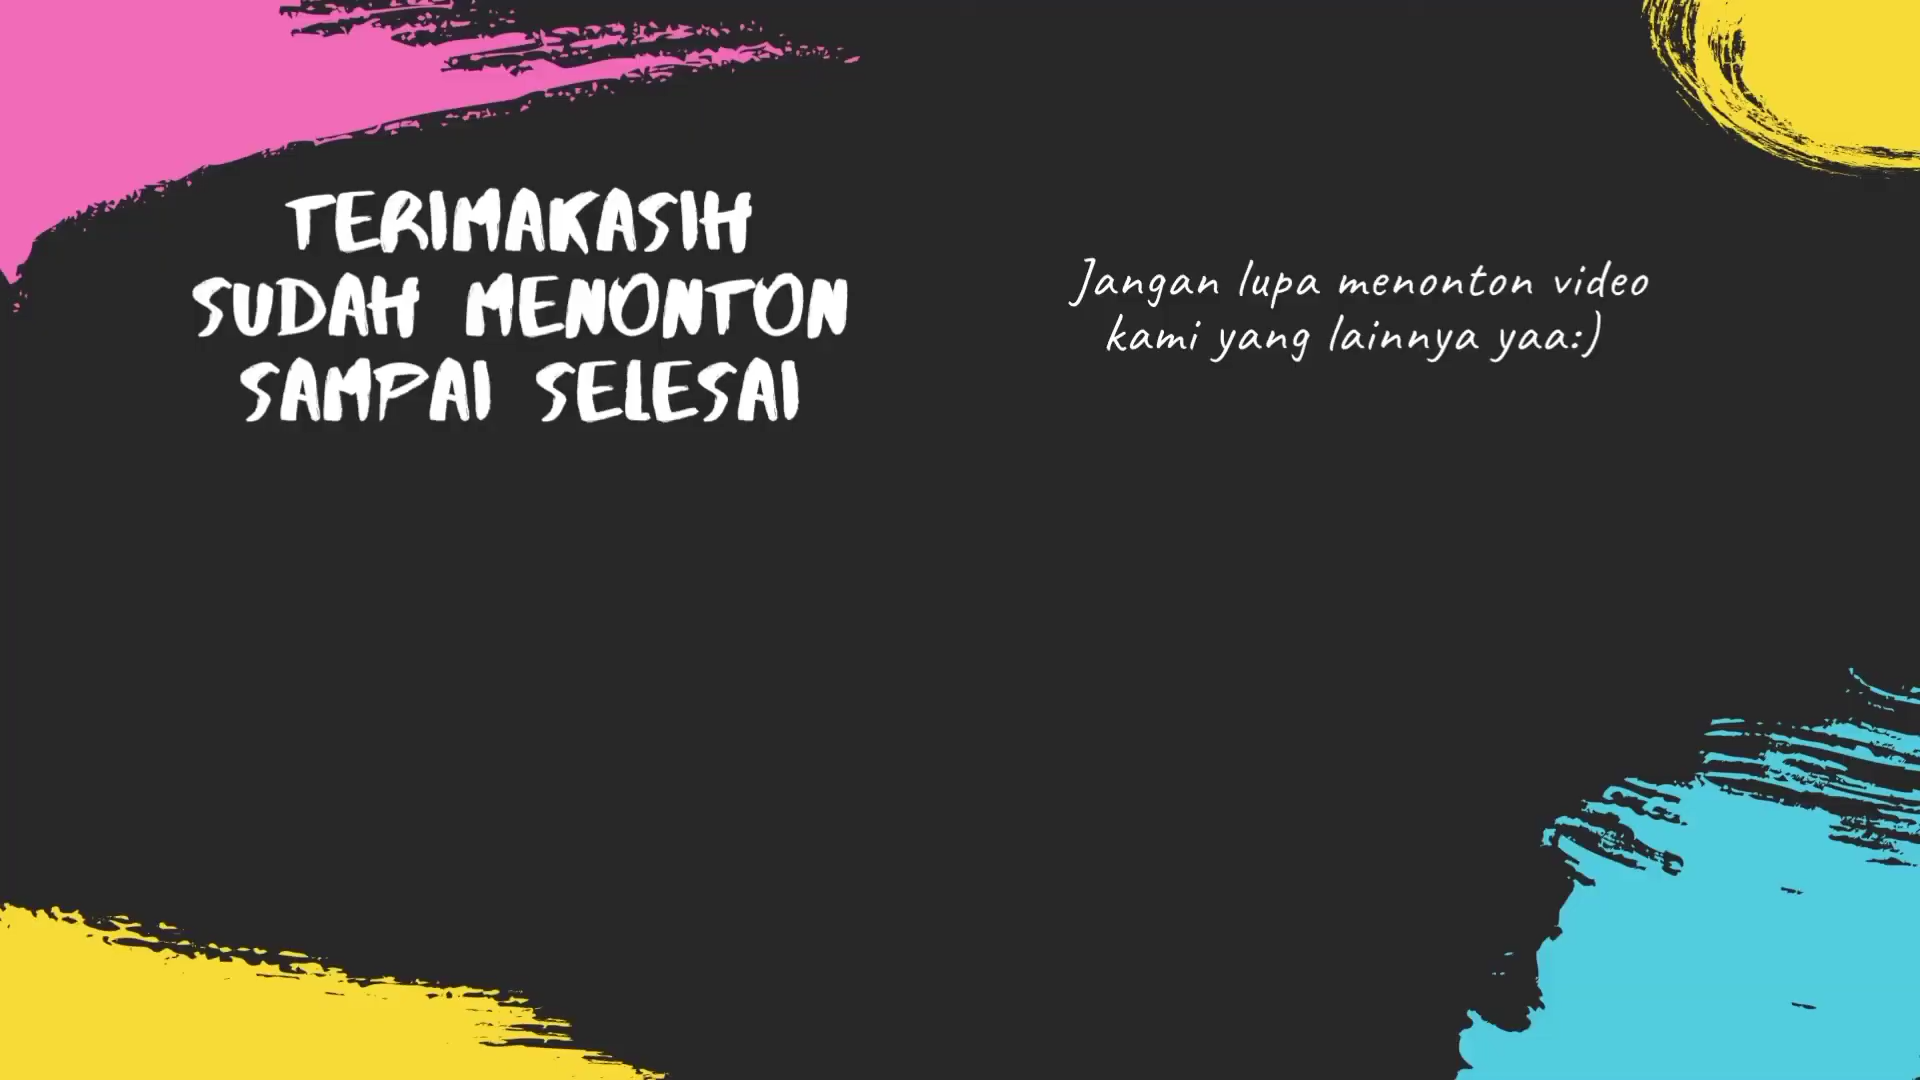 TERIMAKASIH
SUDAH MENONTON
SAMPAI SELESAI
Jangan lupa menonton video
kami yang lainnya yaa:)